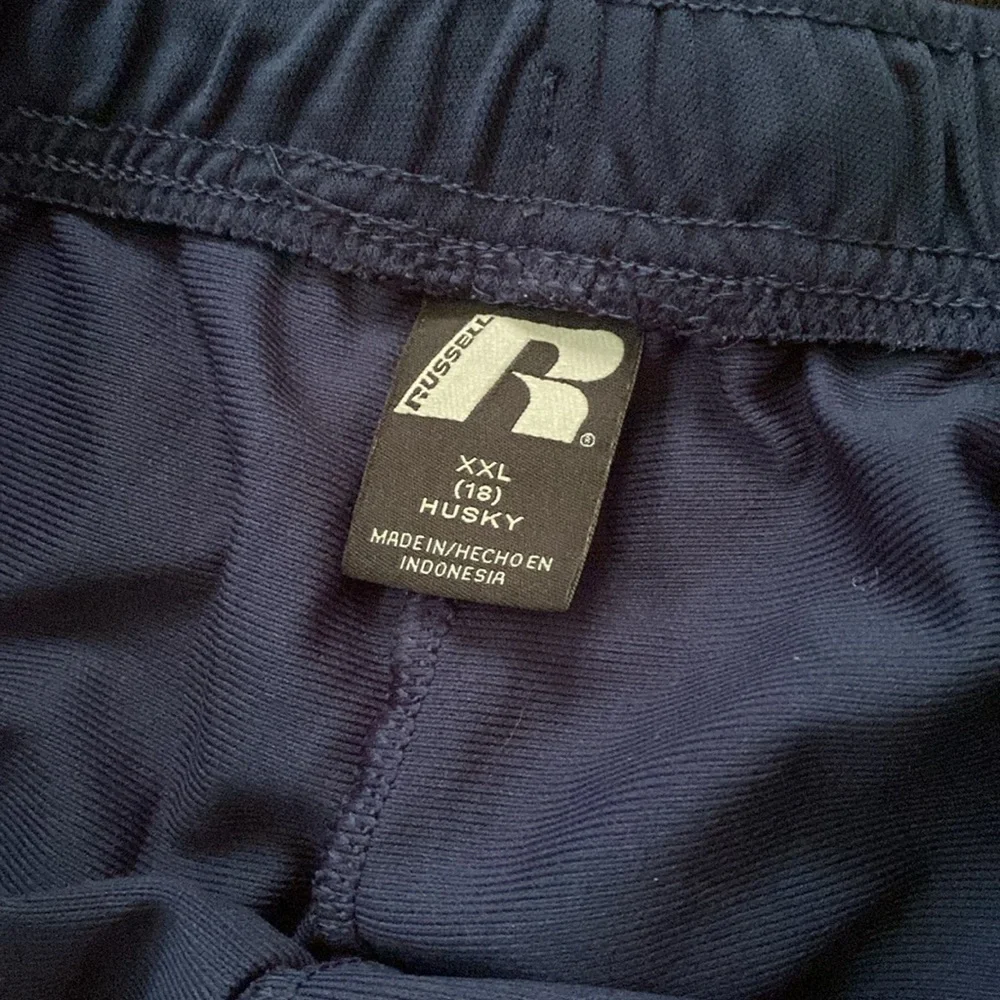 RUSSELL
R®
XXL
(18)
HUSKY
MADE IN/HECHO EN
INDONESIA